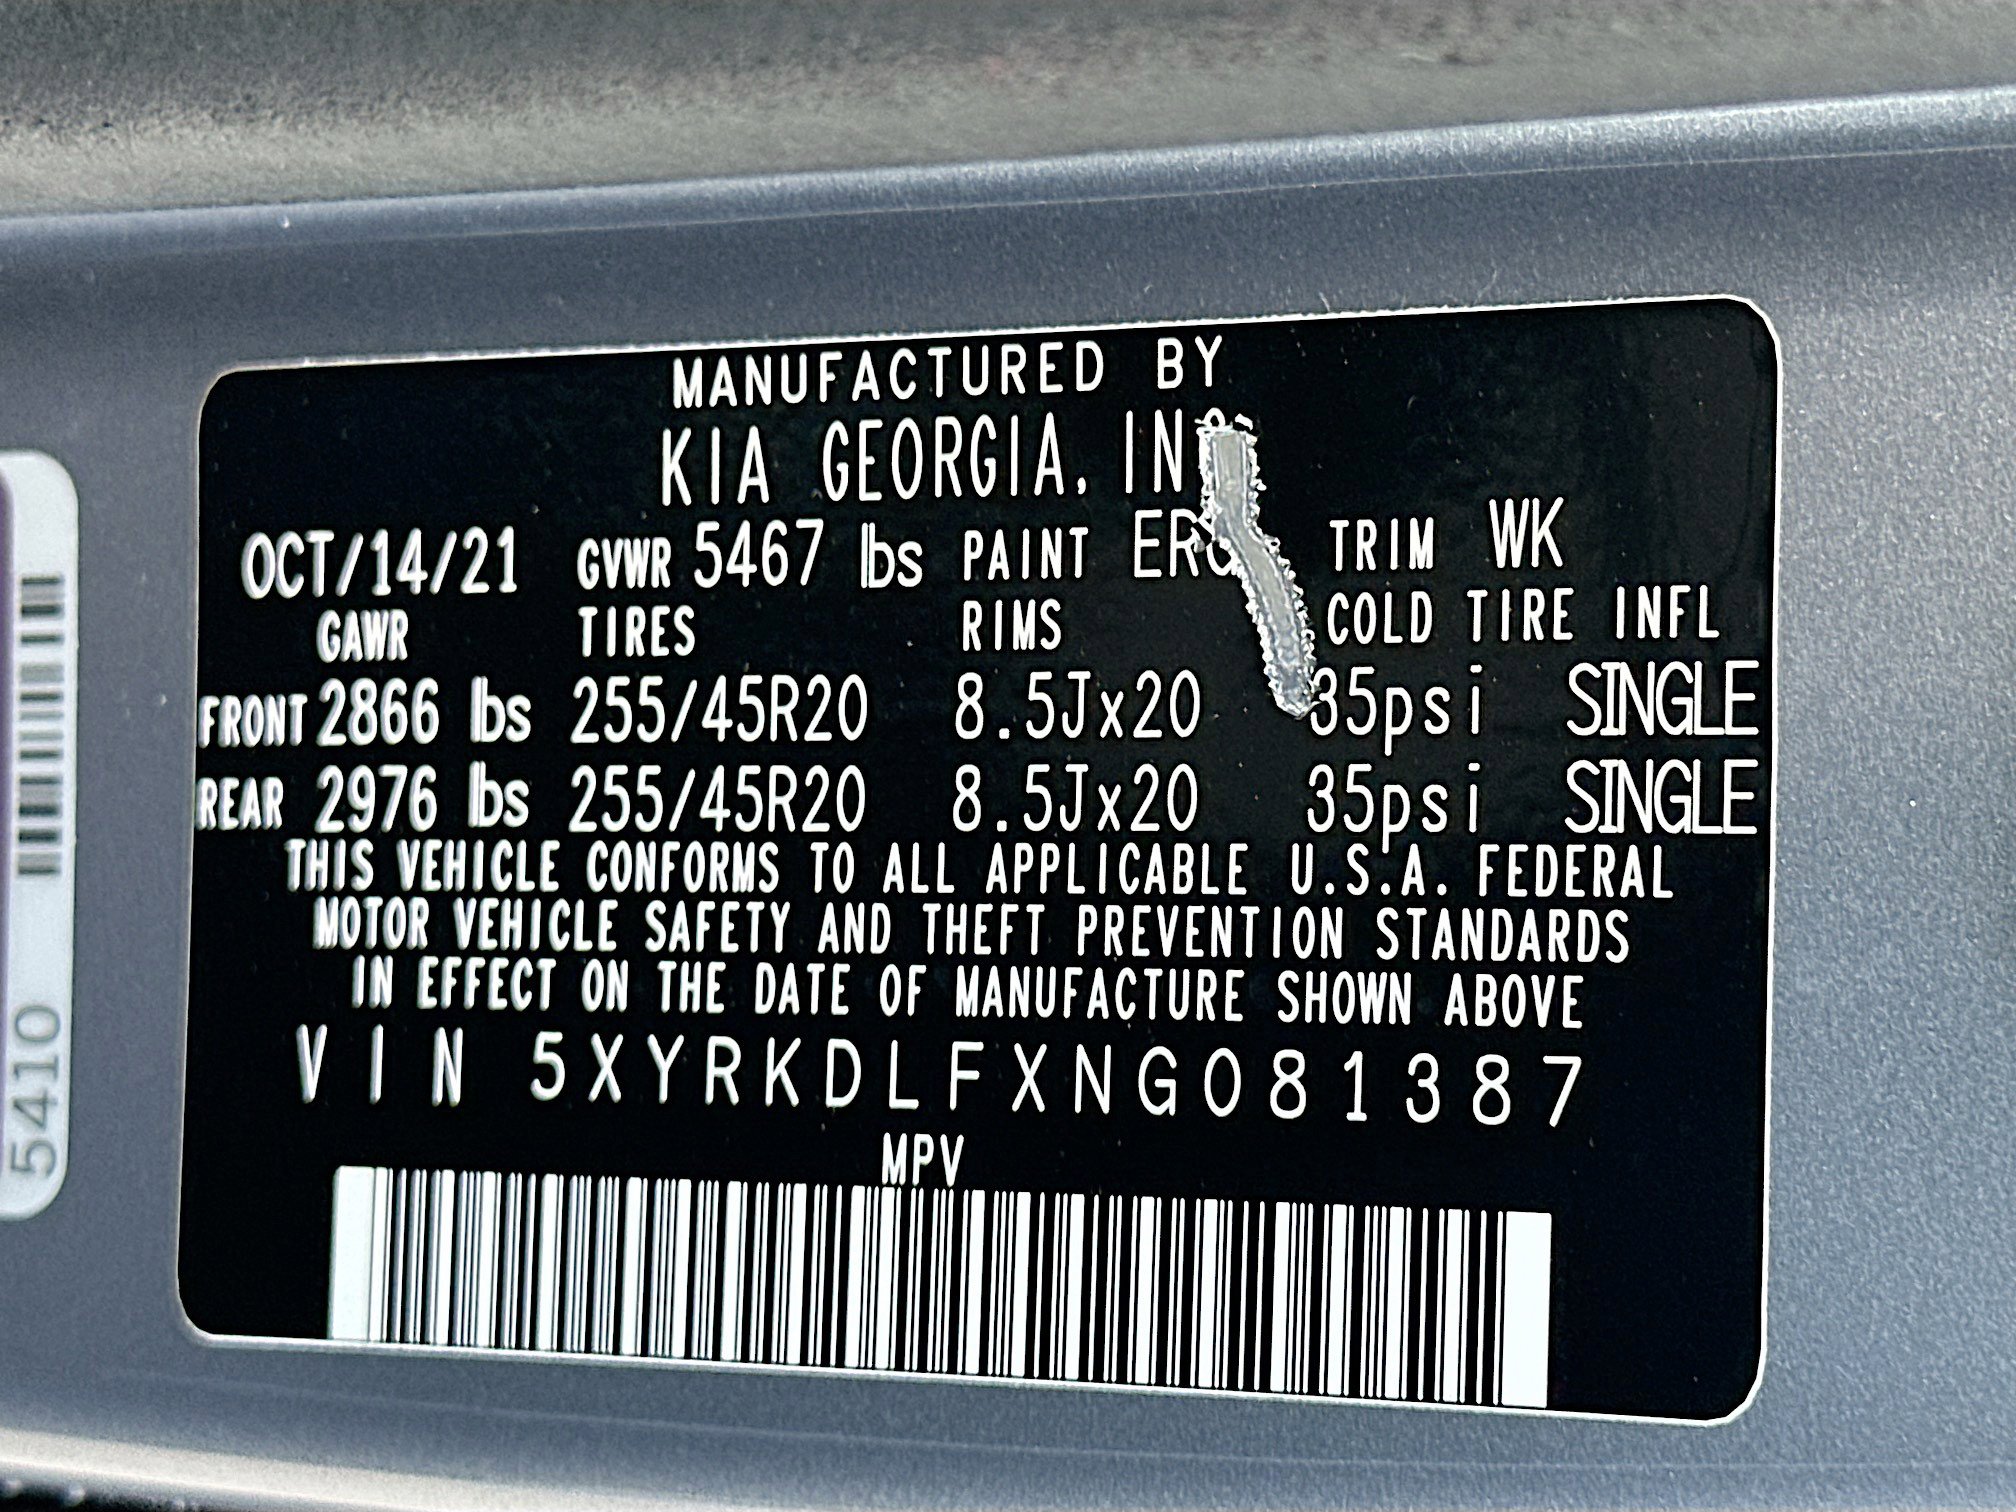 MANUFACTURED BY
KIA GEORGIA, IN
OCT/14/21 GVWR 5467 lbs PAINT ERG TRIM WK
GAWR TIRES RIMS COLD TIRE INFL
FRONT 2866 lbs 255/45R20 8.5Jx20 35psi SINGLE
REAR 2976 lbs 255/45R20 8.5Jx20 35psi SINGLE
THIS VEHICLE CONFORMS TO ALL APPLICABLE U.S.A. FEDERAL
MOTOR VEHICLE SAFETY AND THEFT PREVENTION STANDARDS
IN EFFECT ON THE DATE OF MANUFACTURE SHOWN ABOVE
VIN 5XYRKDLFXNG081387
MPV
5410